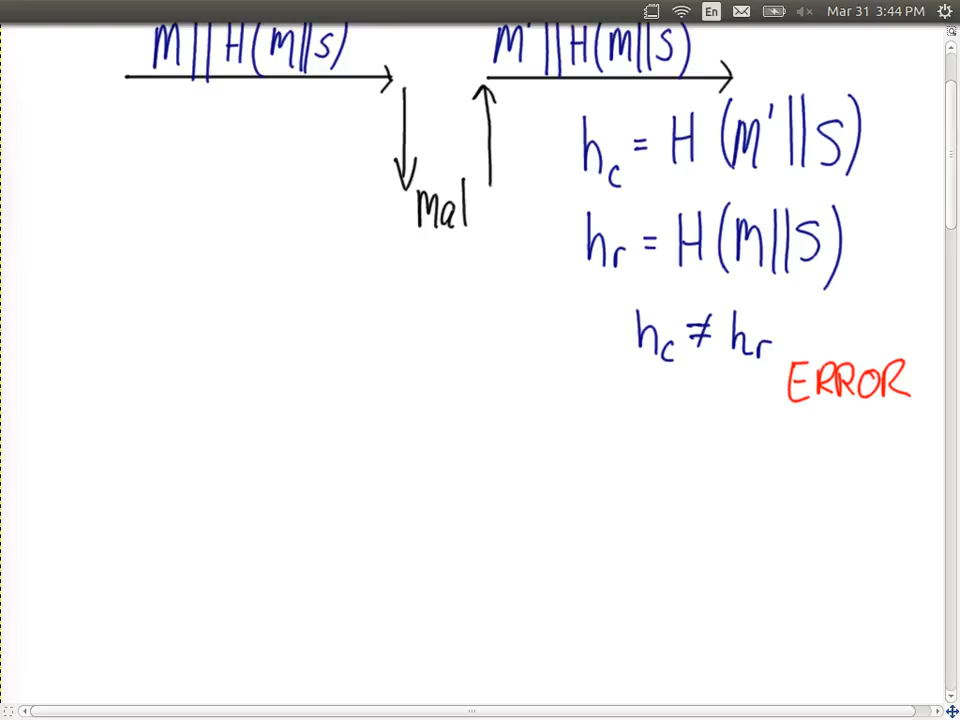 En Mar 31 3:44 PM
M||H(m||s) M'||H(m||S)
hc = H (M'||S)
mal
hr = H(M||S)
hc ≠ hr
ERROR